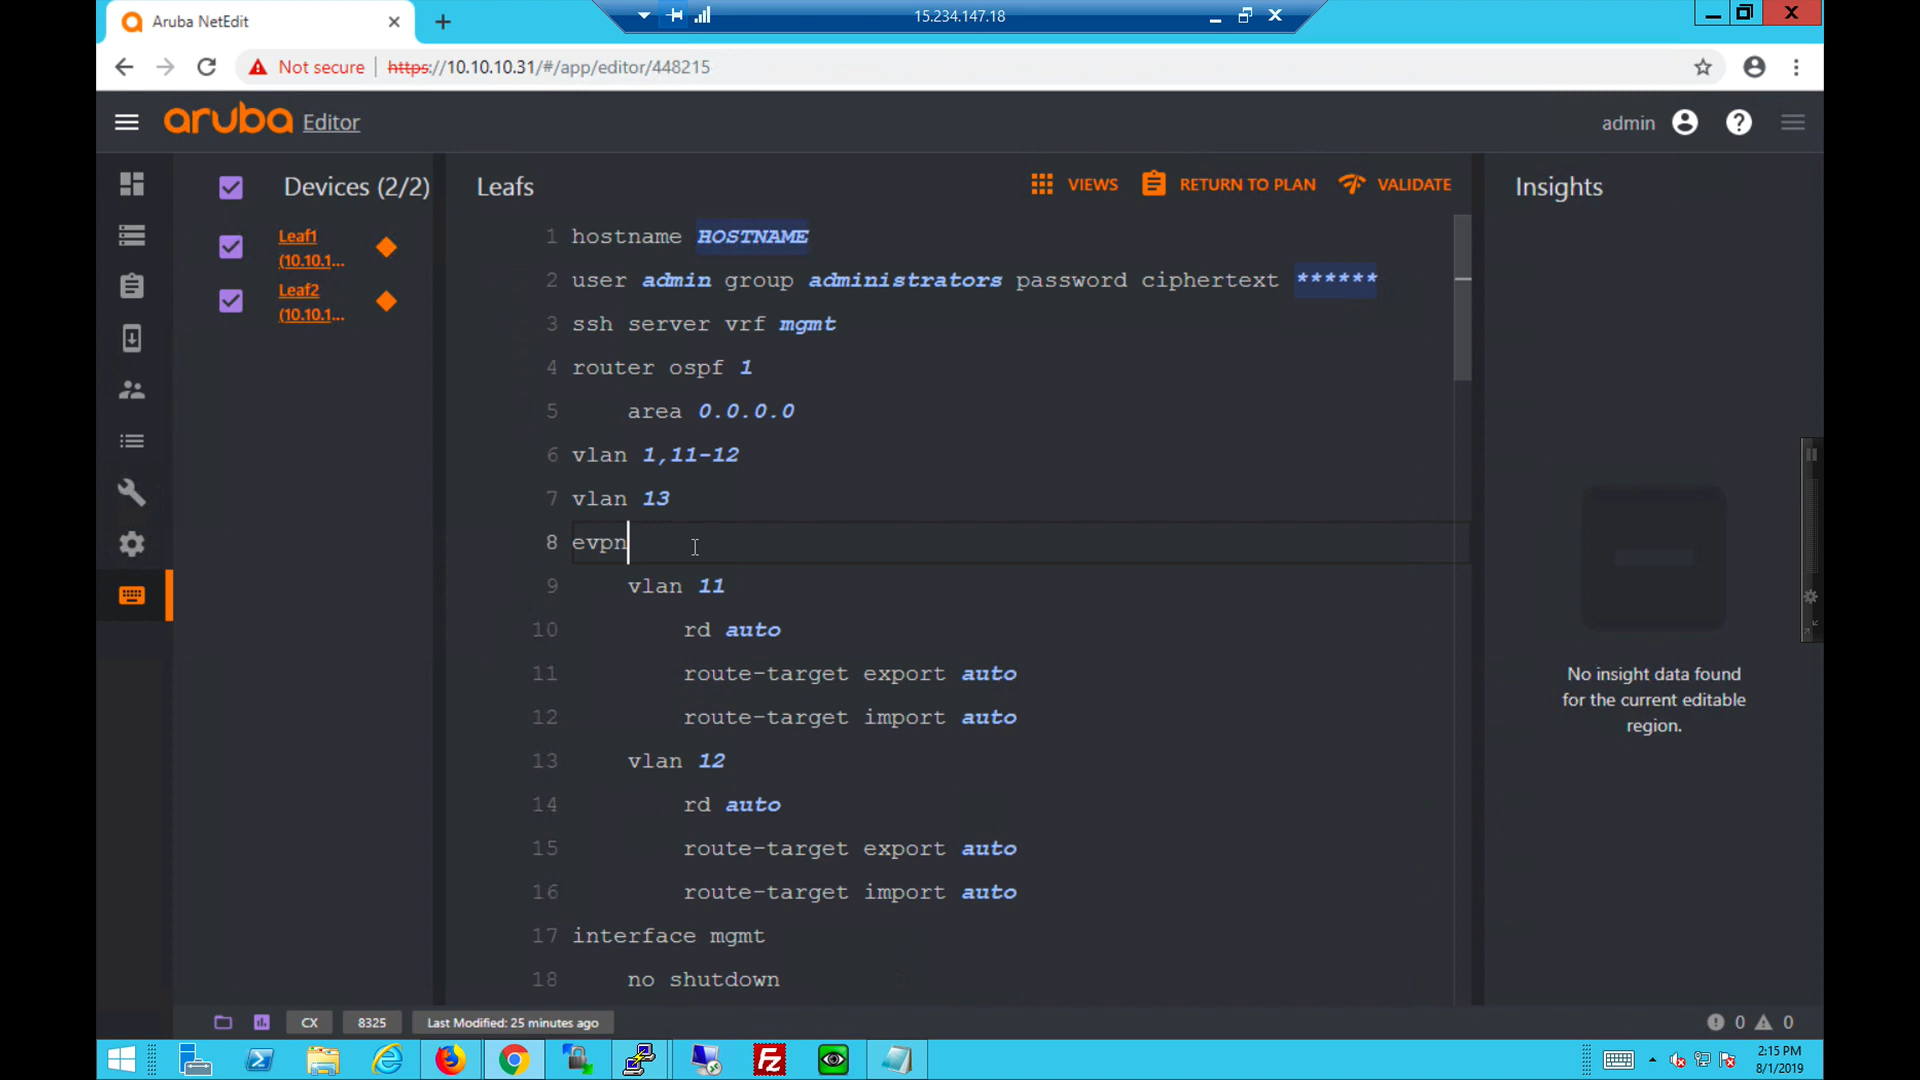 Aruba NetEdit
15.234.147.18
Not secure https://10.10.10.31/#/app/editor/448215
aruba Editor
admin
Devices (2/2)
Leaf1
(10.10.1...
Leaf2
(10.10.1...
Leafs
VIEWS
RETURN TO PLAN
VALIDATE
1 hostname HOSTNAME
2 user admin group administrators password ciphertext ******
3 ssh server vrf mgmt
4 router ospf 1
5 area 0.0.0.0
6 vlan 1,11-12
7 vlan 13
8 evpn
9 vlan 11
10 rd auto
11 route-target export auto
12 route-target import auto
13 vlan 12
14 rd auto
15 route-target export auto
16 route-target import auto
17 interface mgmt
18 no shutdown
Insights
No insight data found
for the current editable
region.
CX
8325
Last Modified: 25 minutes ago
0
0
2:15 PM
8/1/2019